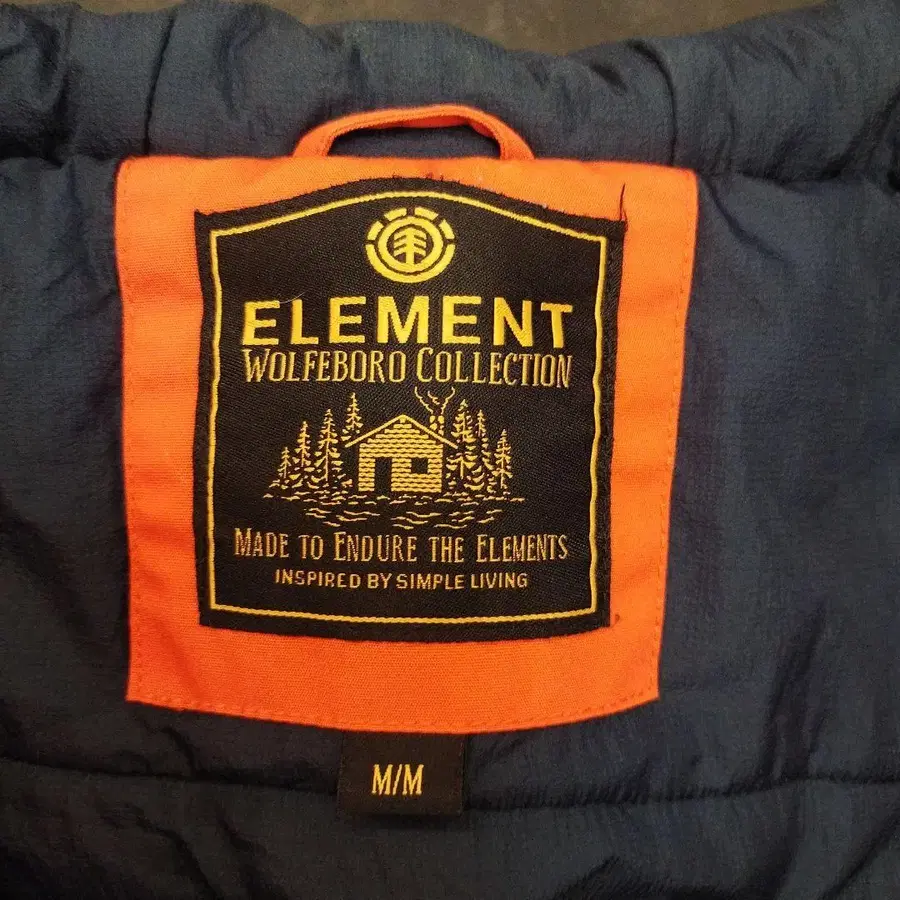 ELEMENT
WOLFEBORO COLLECTION
MADE TO ENDURE THE ELEMENTS
INSPIRED BY SIMPLE LIVING
M/M